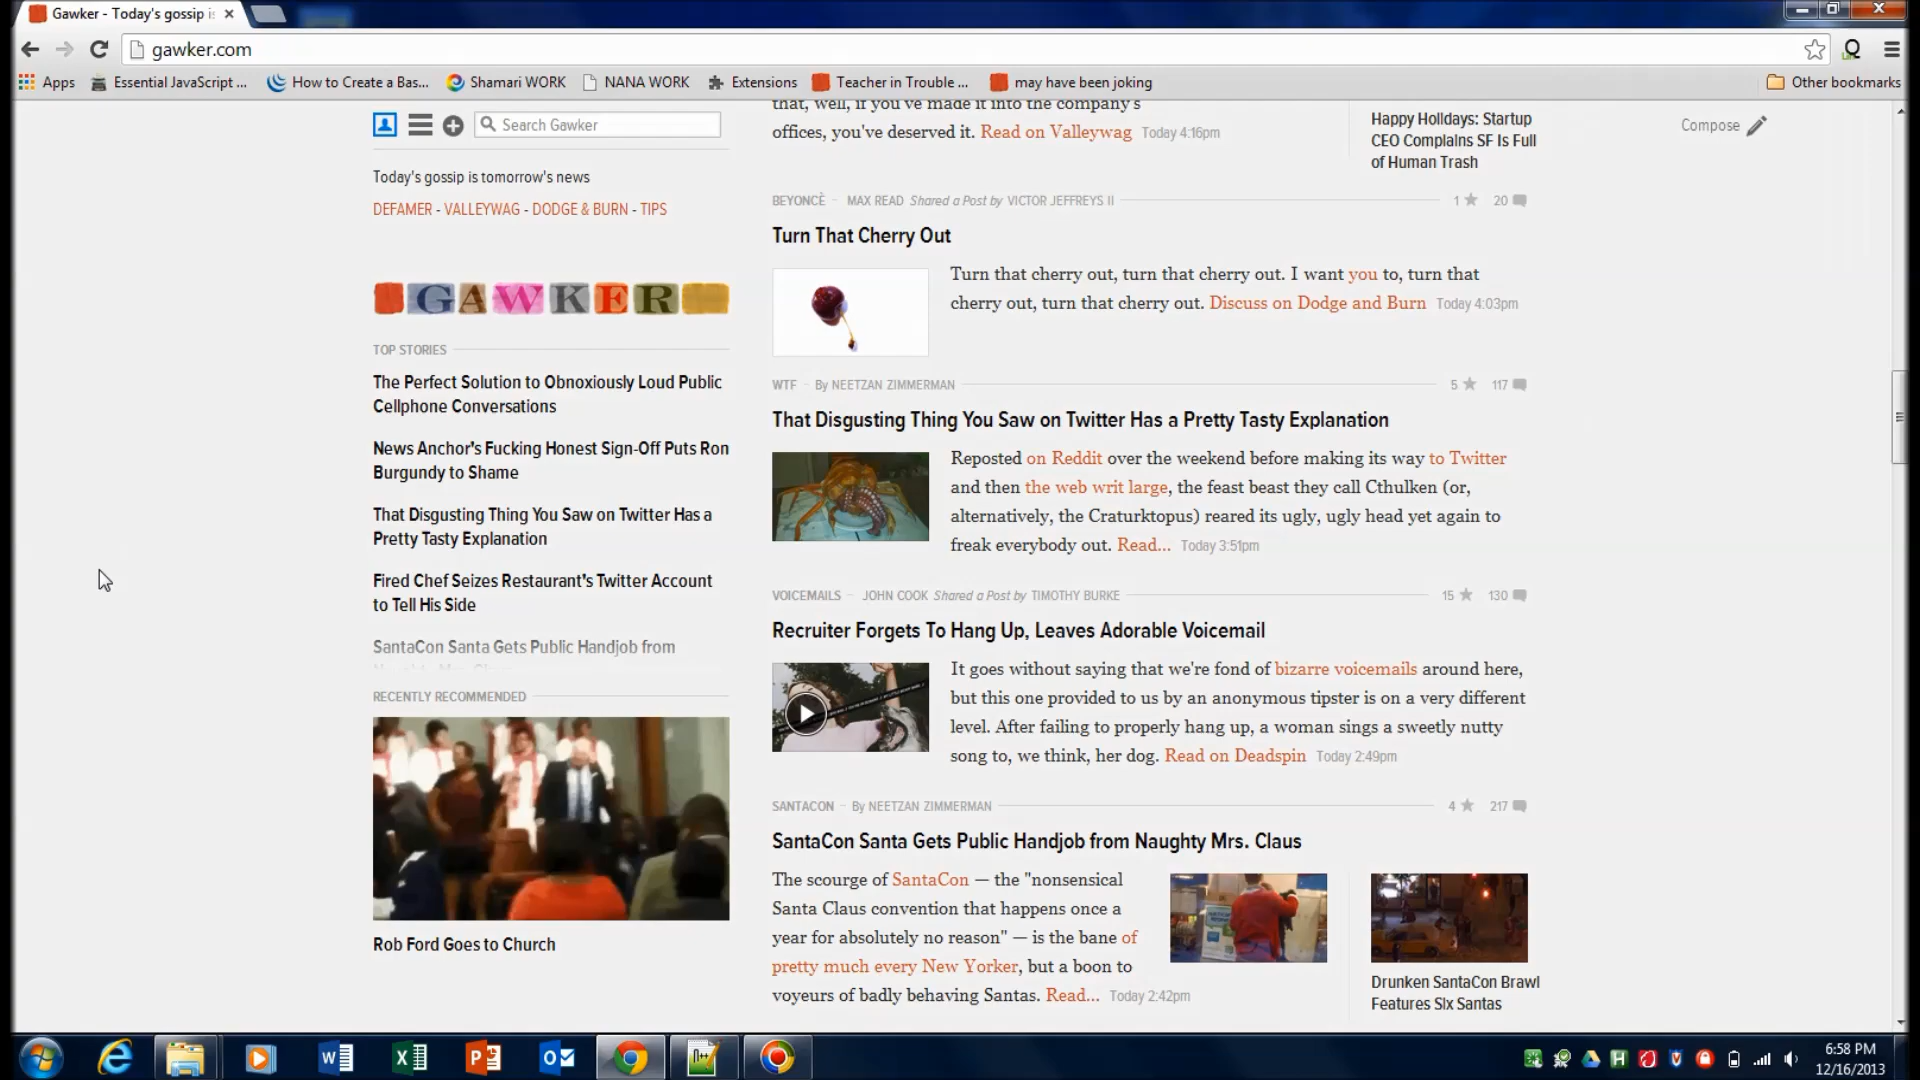 Gawker - Today's gossip is
gawker.com
Apps Essential JavaScript ... How to Create a Bas... Shamari WORK NANA WORK Extensions Teacher in Trouble ... may have been joking Other bookmarks
Search Gawker
Compose
Today's gossip is tomorrow's news
DEFAMER - VALLEYWAG - DODGE & BURN - TIPS
GAWKER
TOP STORIES
The Perfect Solution to Obnoxiously Loud Public
Cellphone Conversations
News Anchor's Fucking Honest Sign-Off Puts Ron
Burgundy to Shame
That Disgusting Thing You Saw on Twitter Has a
Pretty Tasty Explanation
Fired Chef Seizes Restaurant's Twitter Account
to Tell His Side
SantaCon Santa Gets Public Handjob from
RECENTLY RECOMMENDED
Rob Ford Goes to Church
that, well, if you've made it into the company's
offices, you've deserved it. Read on Valleywag Today 4:16pm
Happy Holidays: Startup
CEO Complains SF Is Full
of Human Trash
BEYONCÈ - MAX READ Shared a Post by VICTOR JEFFREYS II 1 20
Turn That Cherry Out
Turn that cherry out, turn that cherry out. I want you to, turn that
cherry out, turn that cherry out. Discuss on Dodge and Burn Today 4:03pm
WTF - By NEETZAN ZIMMERMAN 5 117
That Disgusting Thing You Saw on Twitter Has a Pretty Tasty Explanation
Reposted on Reddit over the weekend before making its way to Twitter
and then the web writ large, the feast beast they call Cthulken (or,
alternatively, the Craturktopus) reared its ugly, ugly head yet again to
freak everybody out. Read... Today 3:51pm
VOICEMAILS - JOHN COOK Shared a Post by TIMOTHY BURKE 15 130
Recruiter Forgets To Hang Up, Leaves Adorable Voicemail
It goes without saying that we're fond of bizarre voicemails around here,
but this one provided to us by an anonymous tipster is on a very different
level. After failing to properly hang up, a woman sings a sweetly nutty
song to, we think, her dog. Read on Deadspin Today 2:49pm
SANTACON - By NEETZAN ZIMMERMAN 4 217
SantaCon Santa Gets Public Handjob from Naughty Mrs. Claus
The scourge of SantaCon — the "nonsensical
Santa Claus convention that happens once a
year for absolutely no reason" — is the bane of
pretty much every New Yorker, but a boon to
voyeurs of badly behaving Santas. Read... Today 2:42pm
Drunken SantaCon Brawl
Features Six Santas
6:58 PM
12/16/2013